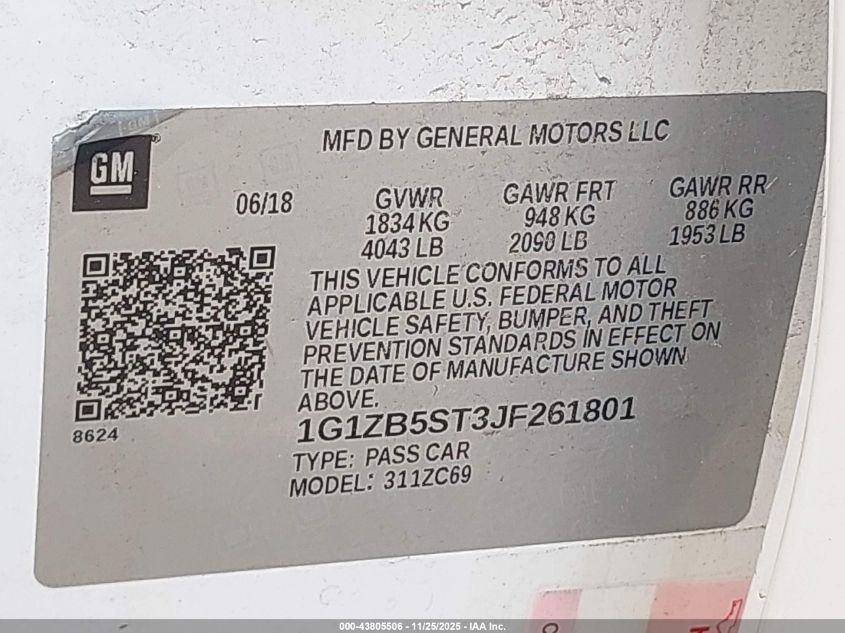 GM
MFD BY GENERAL MOTORS LLC
06/18 GVWR GAWR FRT GAWR RR
1834 KG 948 KG 886 KG
4043 LB 2090 LB 1953 LB
THIS VEHICLE CONFORMS TO ALL
APPLICABLE U.S. FEDERAL MOTOR
VEHICLE SAFETY, BUMPER, AND THEFT
PREVENTION STANDARDS IN EFFECT ON
THE DATE OF MANUFACTURE SHOWN
ABOVE.
8624
1G1ZB5ST3JF261801
TYPE: PASS CAR
MODEL: 311ZC69
000-43805506 - 11/25/2025 - IAA Inc.